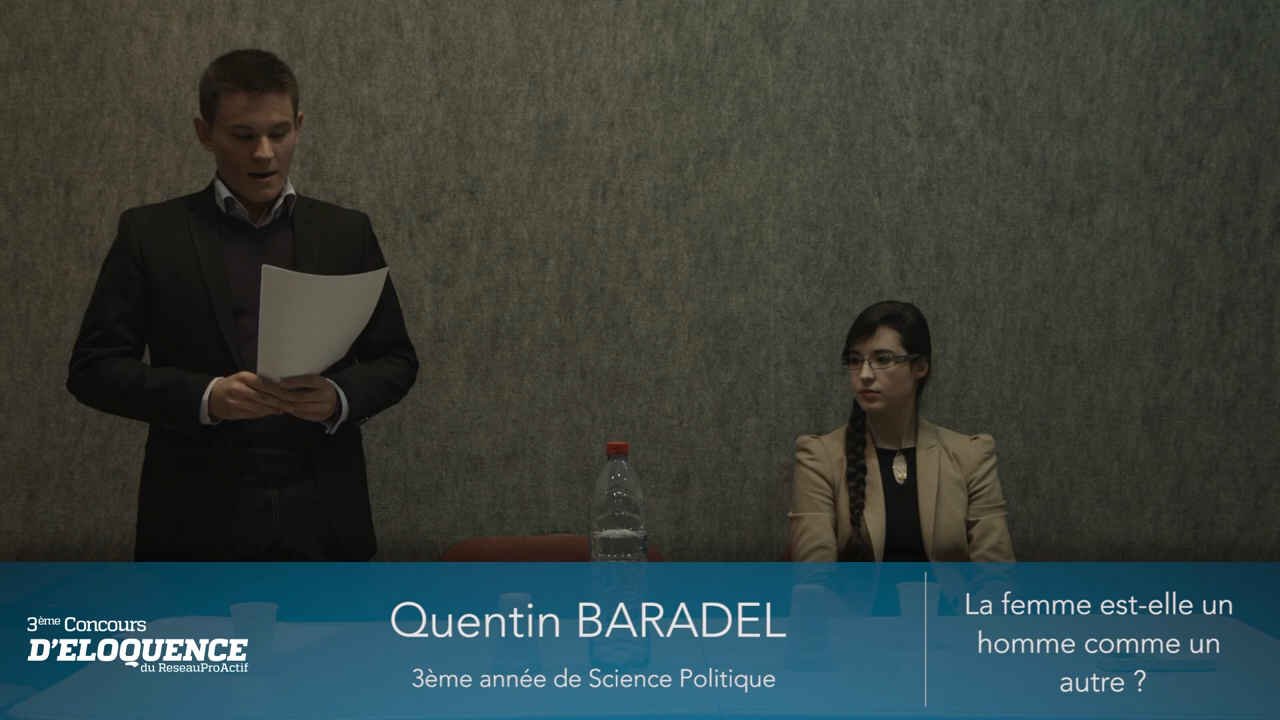 3ème Concours
D'ELOQUENCE
du ReseauProActif
Quentin BARADEL
3ème année de Science Politique
La femme est-elle un
homme comme un
autre ?